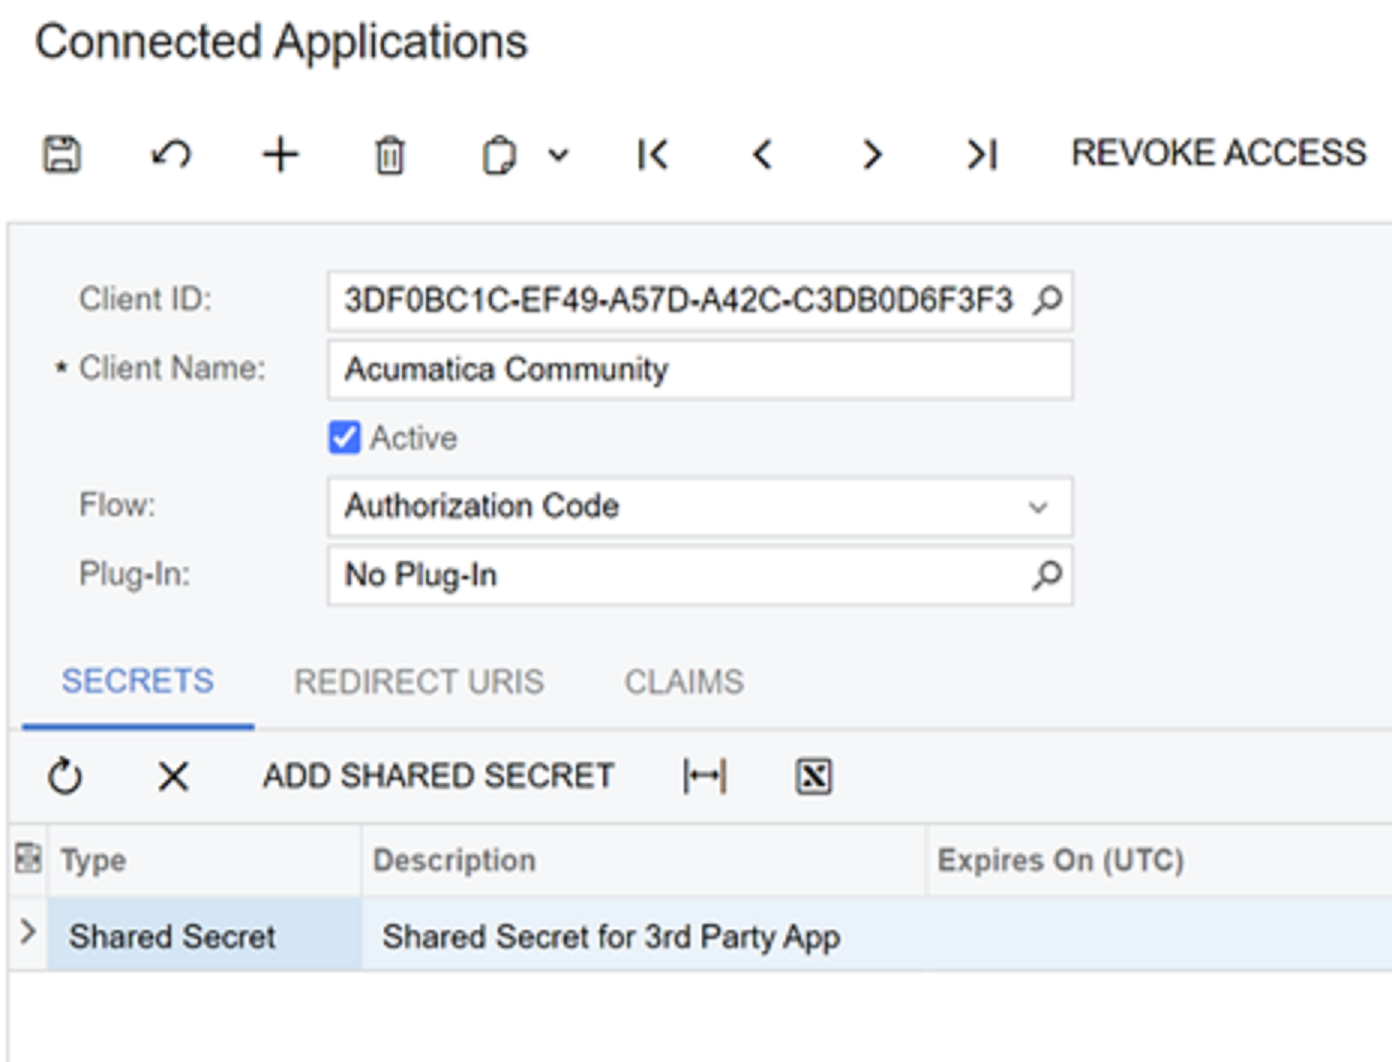 Connected Applications
REVOKE ACCESS
Client ID: 3DF0BC1C-EF49-A57D-A42C-C3DB0D6F3F3
* Client Name: Acumatica Community
Active
Flow: Authorization Code
Plug-In: No Plug-In
SECRETS REDIRECT URIS CLAIMS
ADD SHARED SECRET
Type Description Expires On (UTC)
Shared Secret Shared Secret for 3rd Party App